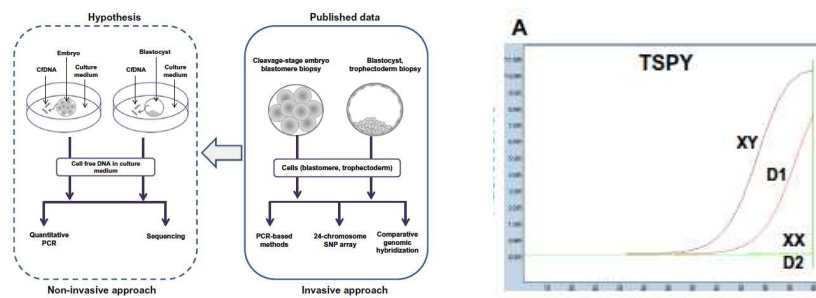 Hypothesis
Embryo
CfDNA
Culture
medium
Blastocyst
CfDNA
Culture
medium
Cell free DNA in culture
medium
Quantitative
PCR
Sequencing
Non-invasive approach
Published data
Cleavage-stage embryo
blastomere biopsy
Blastocyst,
trophectoderm biopsy
Cells (blastomere, trophectoderm)
PCR-based
methods
24-chromosome
SNP array
Comparative
genomic
hybridization
Invasive approach
A
TSPY
XY
D1
XX
D2